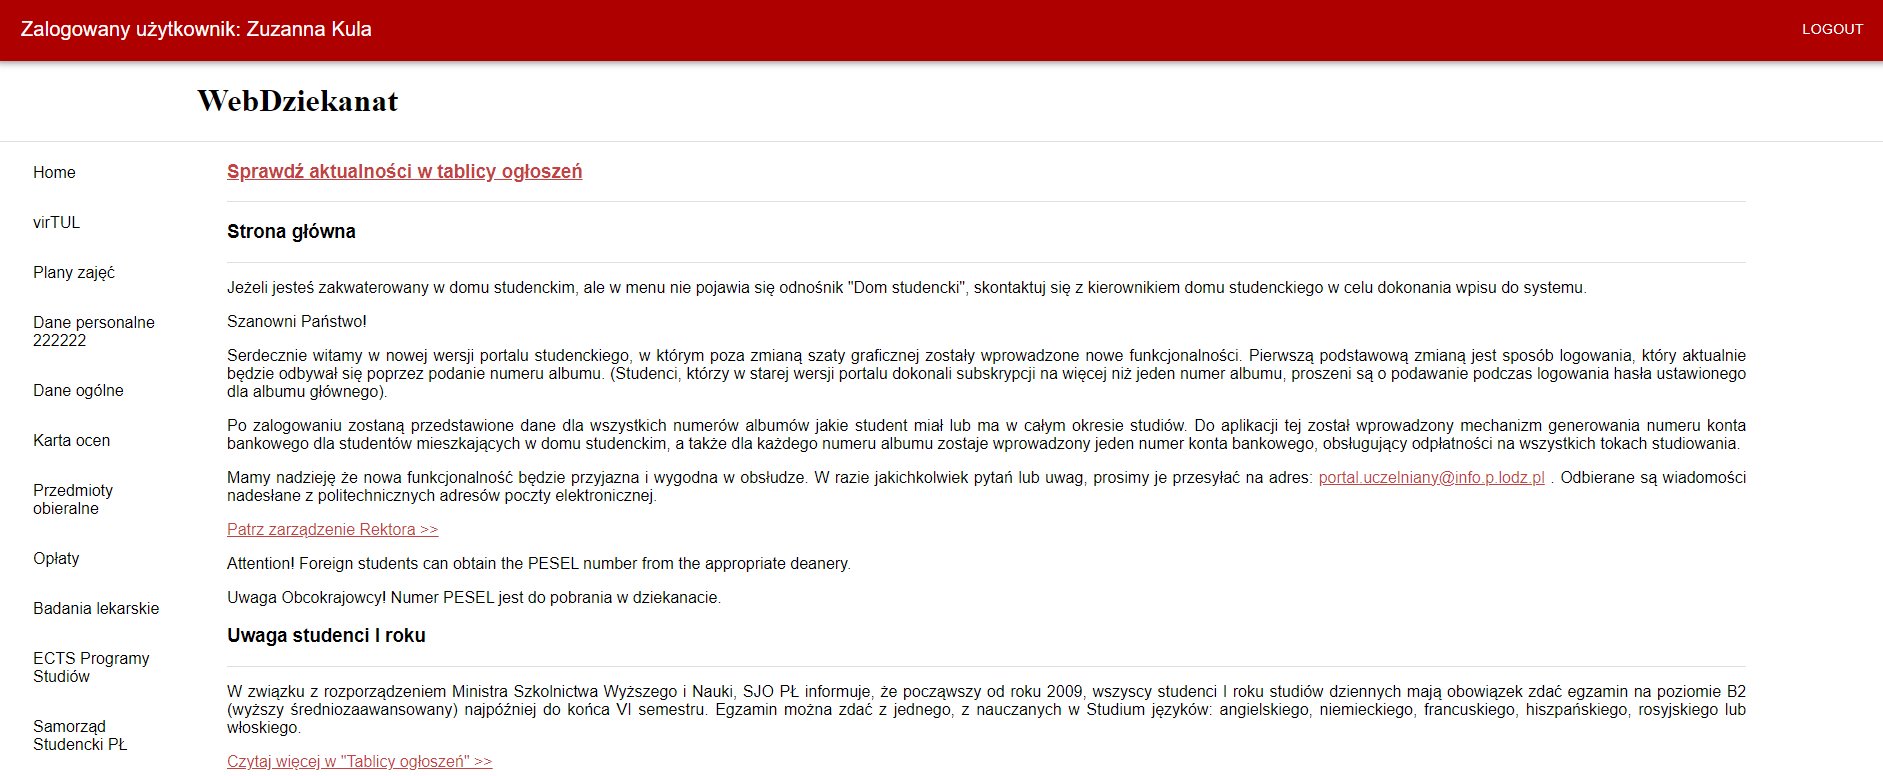 Zalogowany użytkownik: Zuzanna Kula
LOGOUT
WebDziekanat
Home
virTUL
Plany zajęć
Dane personalne
222222
Dane ogólne
Karta ocen
Przedmioty
obieralne
Opłaty
Badania lekarskie
ECTS Programy
Studiów
Samorząd
Studencki PŁ
Sprawdź aktualności w tablicy ogłoszeń
Strona główna
Jeżeli jesteś zakwaterowany w domu studenckim, ale w menu nie pojawia się odnośnik "Dom studencki", skontaktuj się z kierownikiem domu studenckiego w celu dokonania wpisu do systemu.
Szanowni Państwo!
Serdecznie witamy w nowej wersji portalu studenckiego, w którym poza zmianą szaty graficznej zostały wprowadzone nowe funkcjonalności. Pierwszą podstawową zmianą jest sposób logowania, który aktualnie
będzie odbywał się poprzez podanie numeru albumu. (Studenci, którzy w starej wersji portalu dokonali subskrypcji na więcej niż jeden numer albumu, proszeni są o podawanie podczas logowania hasła ustawionego
dla albumu głównego).
Po zalogowaniu zostaną przedstawione dane dla wszystkich numerów albumów jakie student miał lub ma w całym okresie studiów. Do aplikacji tej został wprowadzony mechanizm generowania numeru konta
bankowego dla studentów mieszkających w domu studenckim, a także dla każdego numeru albumu zostaje wprowadzony jeden numer konta bankowego, obsługujący odpłatności na wszystkich tokach studiowania.
Mamy nadzieję że nowa funkcjonalność będzie przyjazna i wygodna w obsłudze. W razie jakichkolwiek pytań lub uwag, prosimy je przesyłać na adres: portal.uczelniany@info.p.lodz.pl . Odbierane są wiadomości
nadesłane z politechnicznych adresów poczty elektronicznej.
Patrz zarządzenie Rektora >>
Attention! Foreign students can obtain the PESEL number from the appropriate deanery.
Uwaga Obcokrajowcy! Numer PESEL jest do pobrania w dziekanacie.
Uwaga studenci I roku
W związku z rozporządzeniem Ministra Szkolnictwa Wyższego i Nauki, SJO PŁ informuje, że począwszy od roku 2009, wszyscy studenci I roku studiów dziennych mają obowiązek zdać egzamin na poziomie B2
(wyższy średniozaawansowany) najpóźniej do końca VI semestru. Egzamin można zdać z jednego, z nauczanych w Studium języków: angielskiego, niemieckiego, francuskiego, hiszpańskiego, rosyjskiego lub
włoskiego.
Czytaj więcej w "Tablicy ogłoszeń" >>